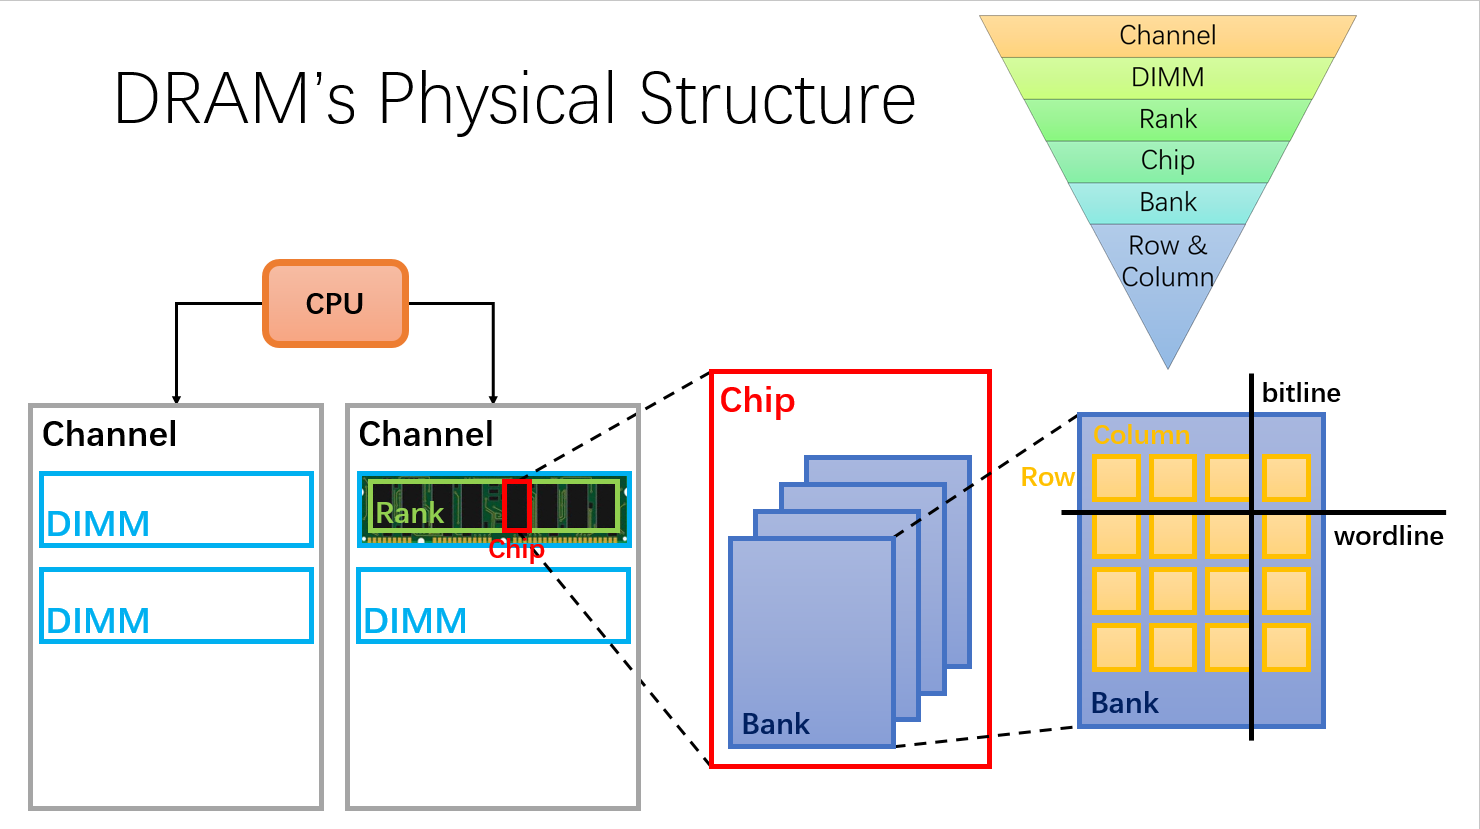 DRAM’s Physical Structure
Channel
DIMM
Rank
Chip
Bank
Row &
Column
CPU
Channel
DIMM
DIMM
Channel
Rank
Chip
DIMM
Chip
Bank
bitline
Column
Row
wordline
Bank